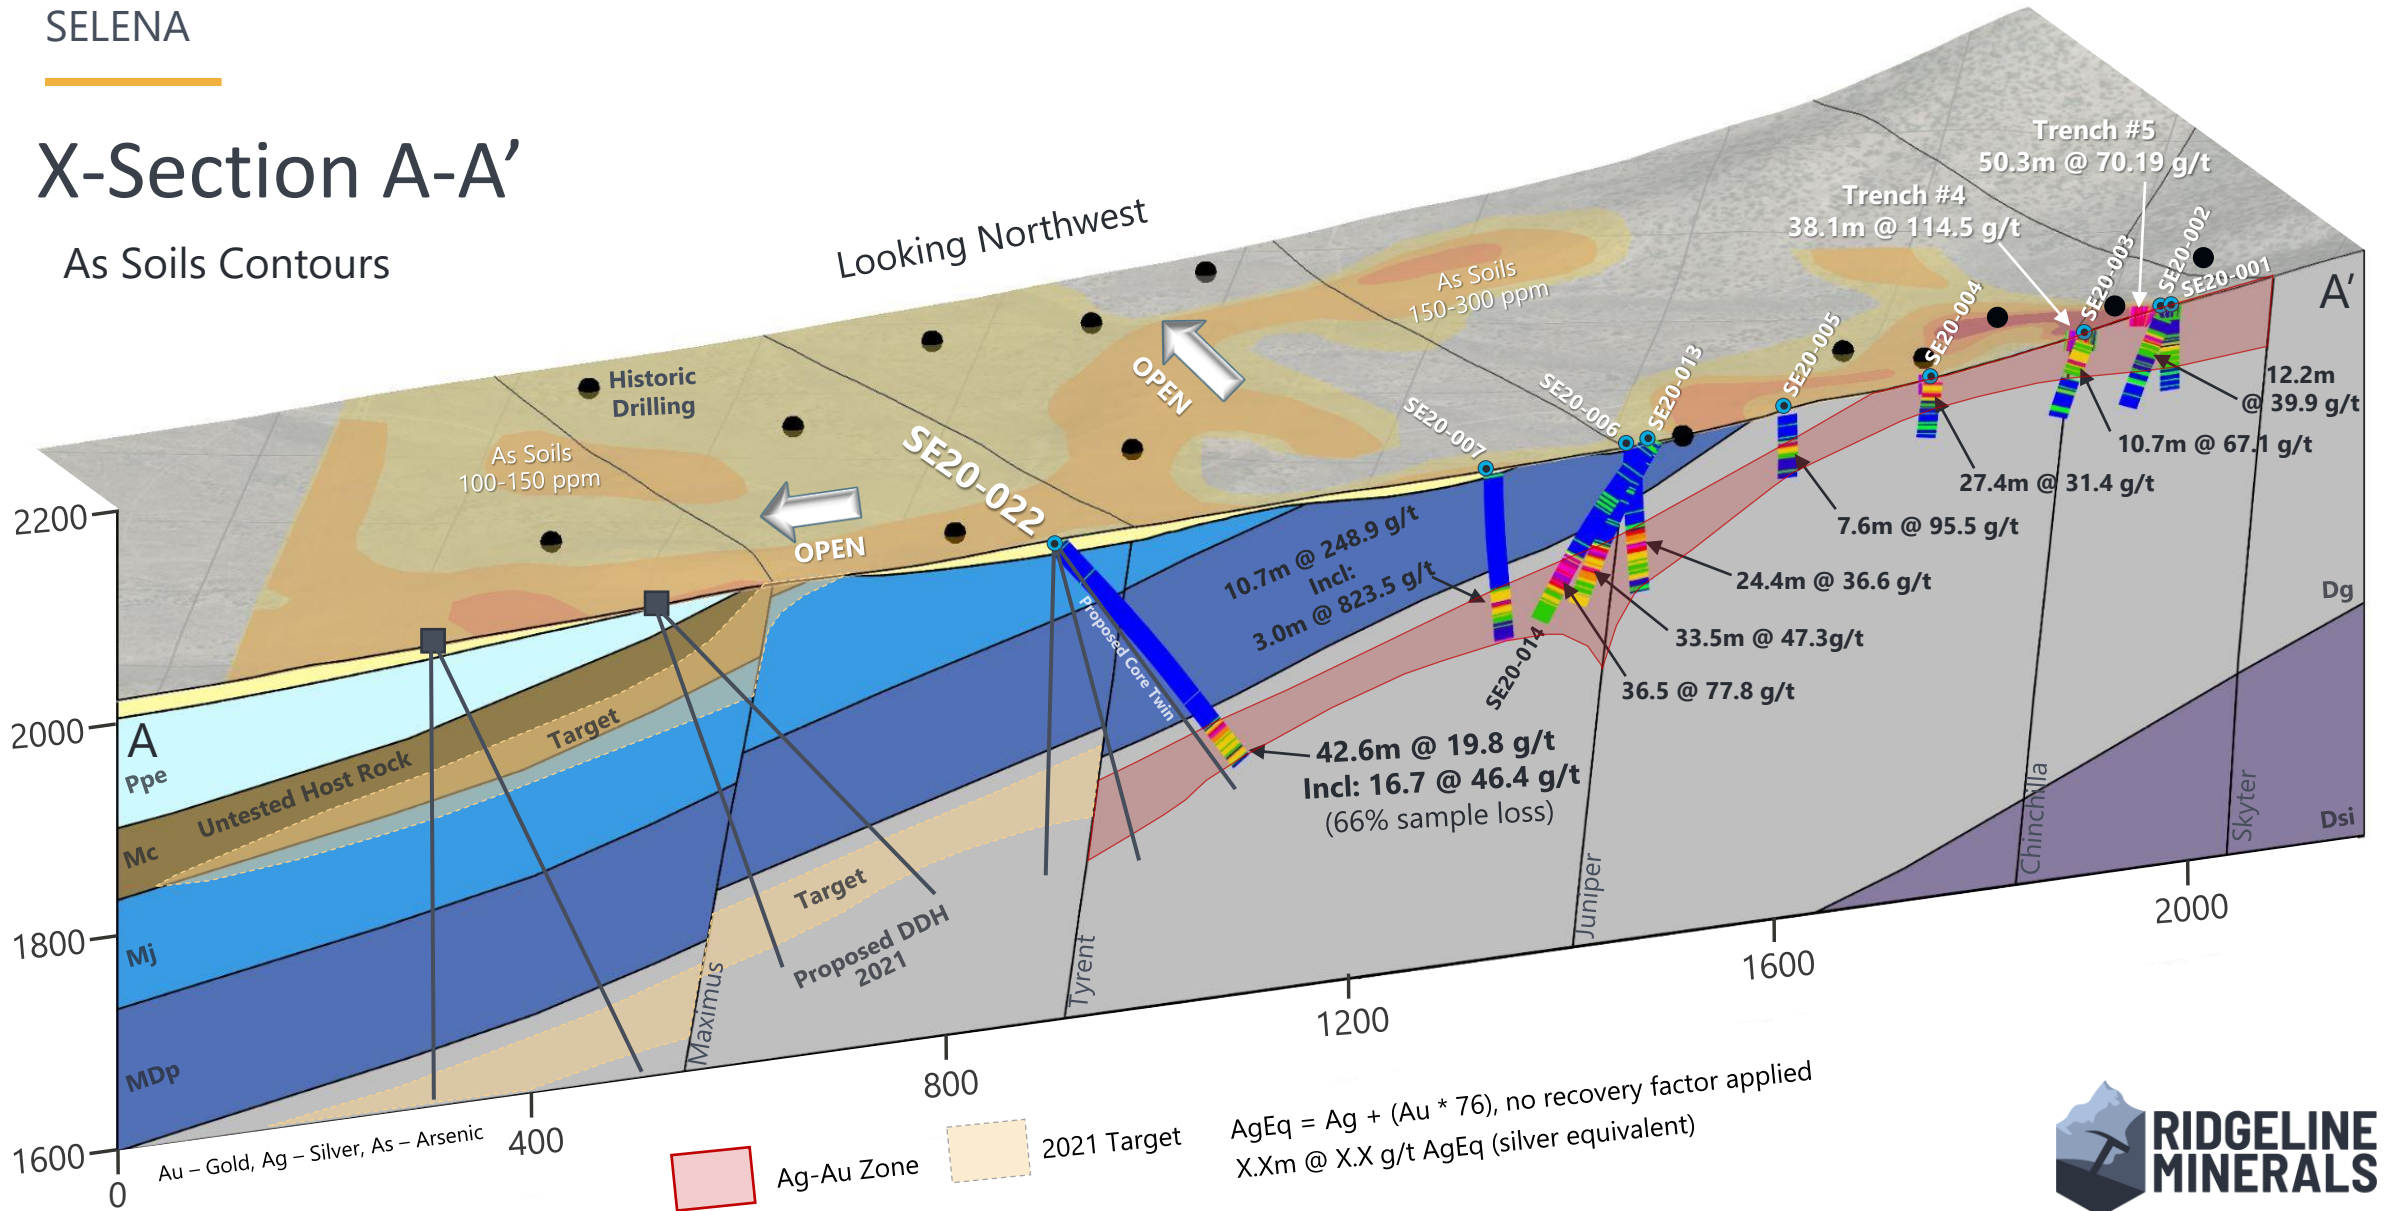 SELENA
X-Section A-A’
As Soils Contours
Looking Northwest
Trench #5
50.3m @ 70.19 g/t
Trench #4
38.1m @ 114.5 g/t
SE20-002
SE20-003
SE20-001
A’
SE20-004
SE20-005
SE20-013
SE20-006
SE20-007
As Soils
150-300 ppm
OPEN
Historic
Drilling
SE20-022
As Soils
100-150 ppm
OPEN
12.2m
@ 39.9 g/t
10.7m @ 67.1 g/t
27.4m @ 31.4 g/t
7.6m @ 95.5 g/t
24.4m @ 36.6 g/t
33.5m @ 47.3g/t
36.5 @ 77.8 g/t
SE20-014
10.7m @ 248.9 g/t
Incl:
3.0m @ 823.5 g/t
Proposed Core Twin
42.6m @ 19.8 g/t
Incl: 16.7 @ 46.4 g/t
(66% sample loss)
2200
2000
1800
1600
A
Ppe
Mc
Mj
MDp
Untested Host Rock
Target
Target
Proposed DDH
2021
Maximus
Tyrent
Juniper
Chinchilla
Skyter
Dg
Dsi
0
400
800
1200
1600
2000
Au – Gold, Ag – Silver, As – Arsenic
Ag-Au Zone
2021 Target
AgEq = Ag + (Au * 76), no recovery factor applied
X.Xm @ X.X g/t AgEq (silver equivalent)
RIDGELINE
MINERALS